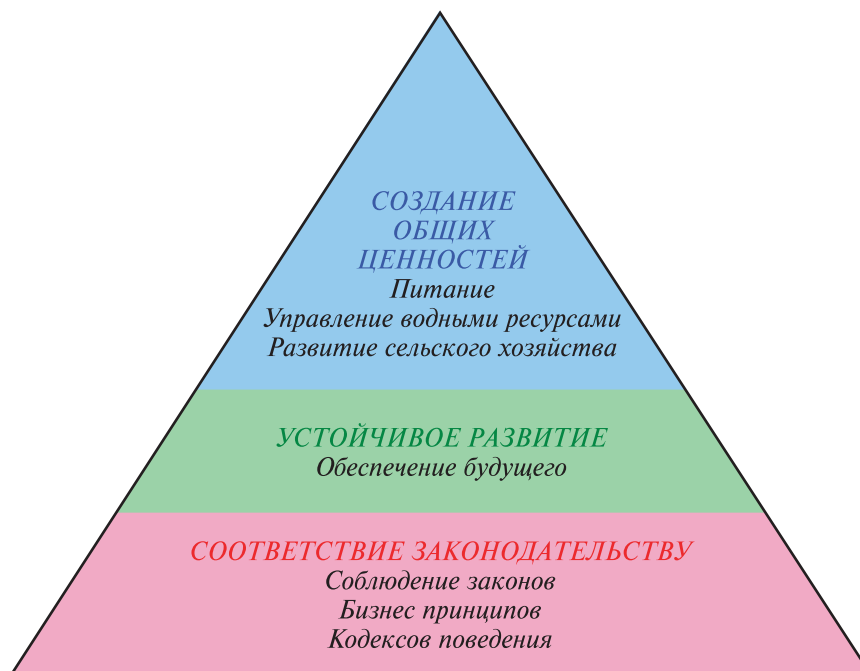 СОЗДАНИЕ
ОБЩИХ
ЦЕННОСТЕЙ
Питание
Управление водными ресурсами
Развитие сельского хозяйства
УСТОЙЧИВОЕ РАЗВИТИЕ
Обеспечение будущего
СООТВЕТСТВИЕ ЗАКОНОДАТЕЛЬСТВУ
Соблюдение законов
Бизнес принципов
Кодексов поведения